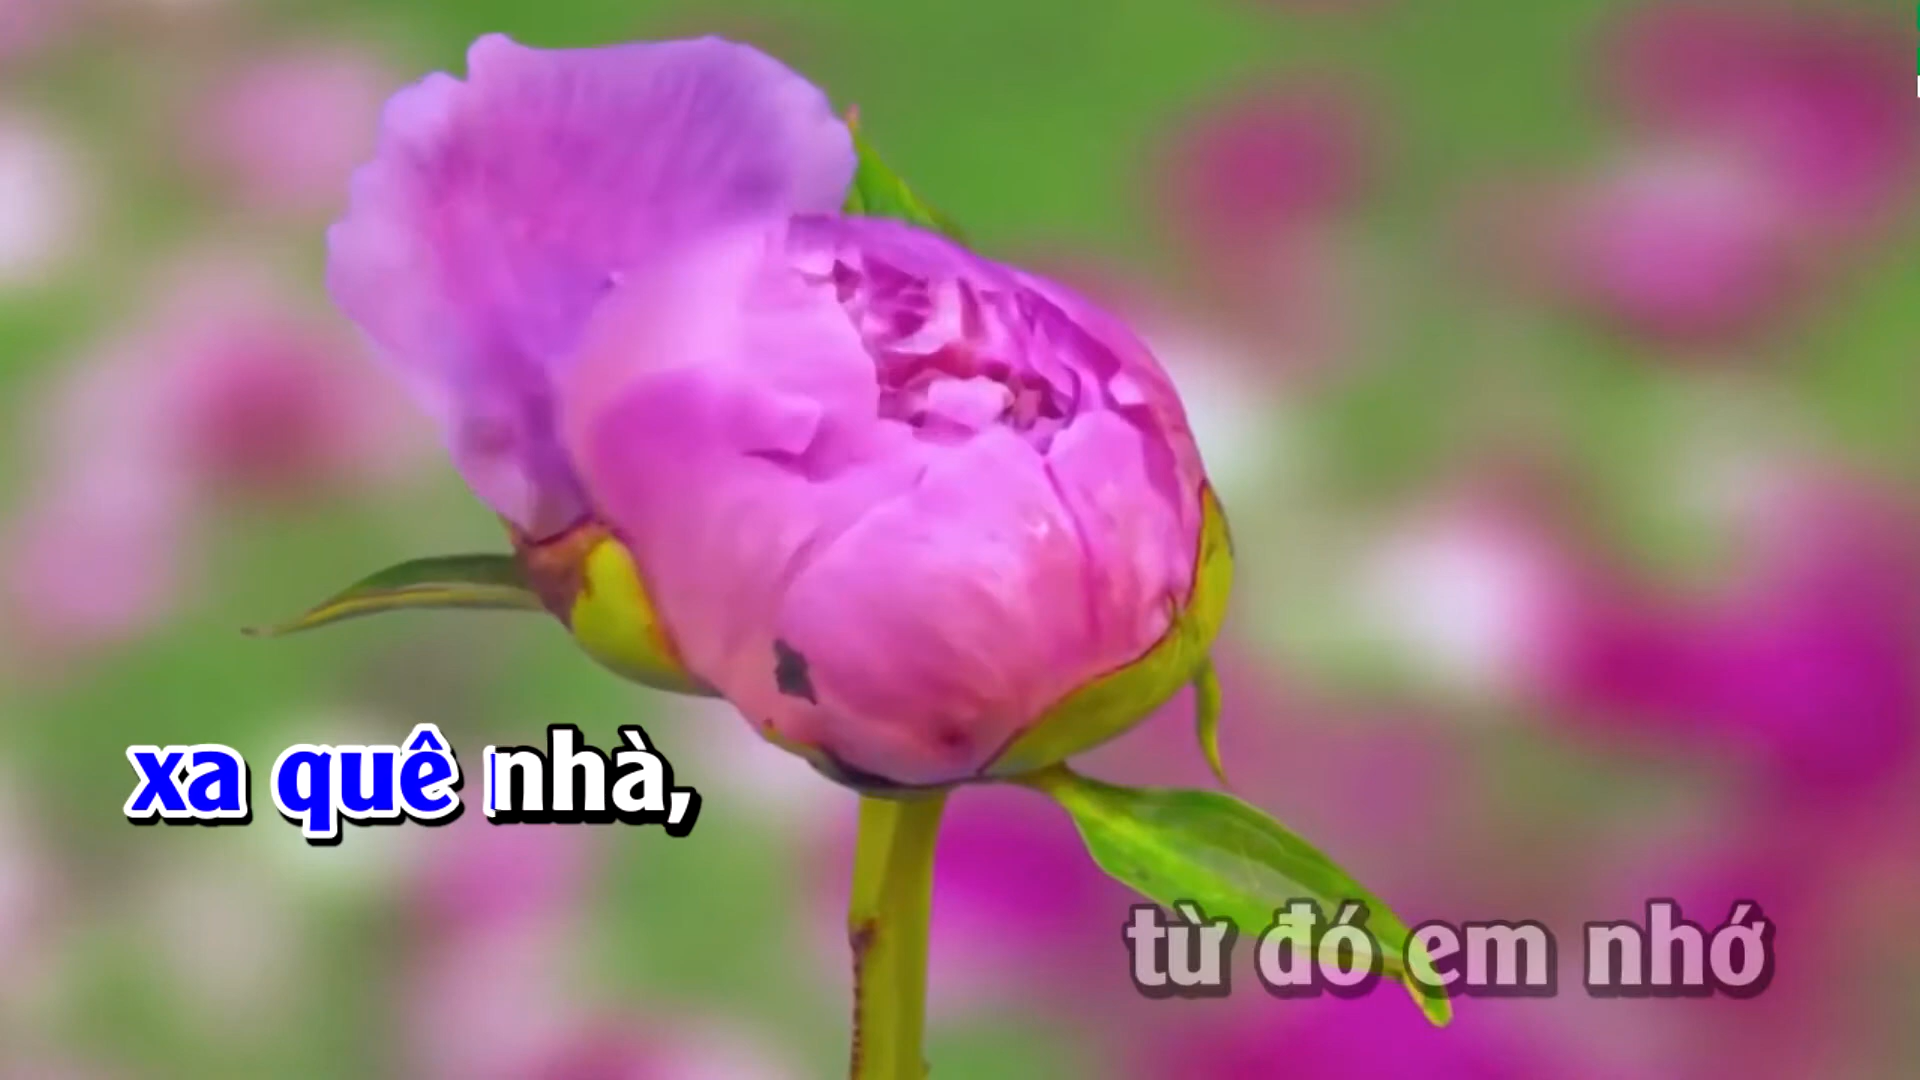 xa quê nhà,
từ đó em nhớ